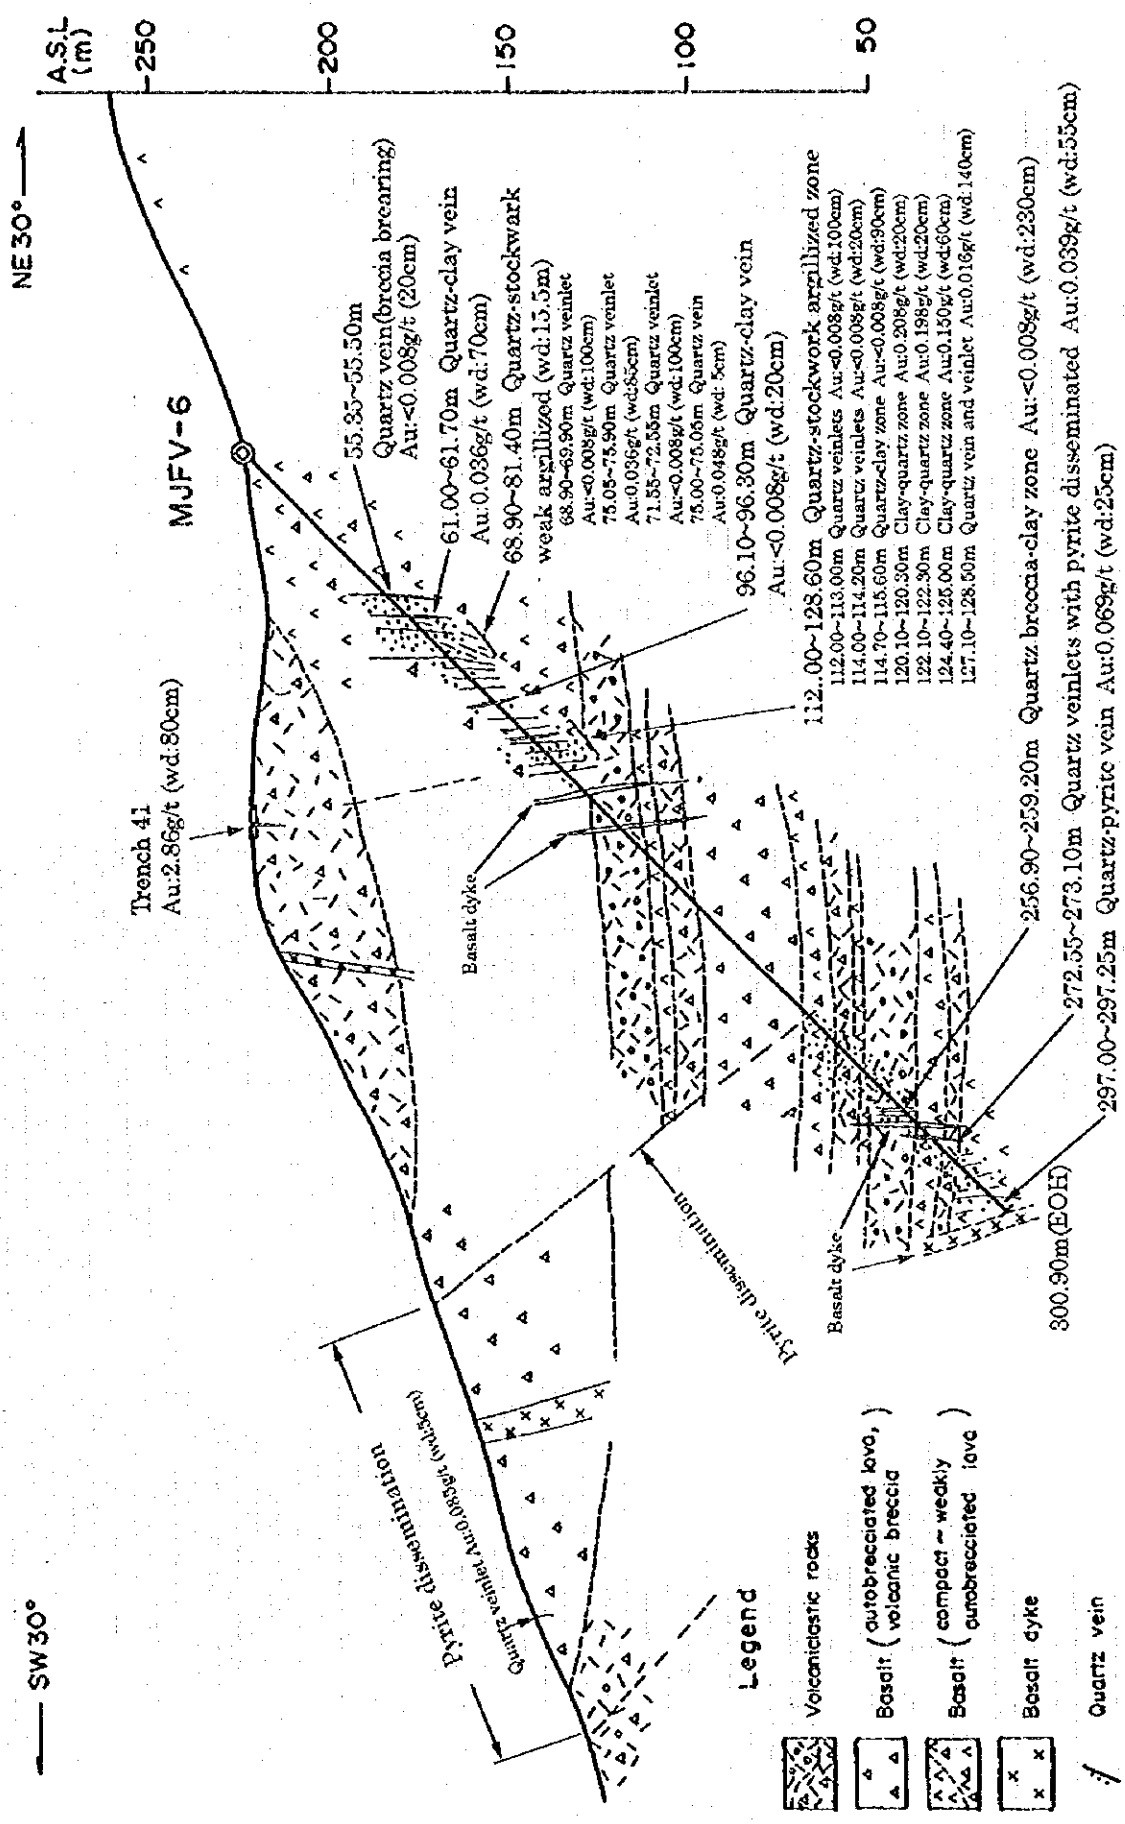 ← SW30°
NE30° →
A.S.L
(m)
250
200
150
100
50
MJFV-6
Trench 41
Au:2.86g/t (wd:80cm)
55.35~55.50m
Quartz vein(breccia brearing)
Au:<0.008g/t (20cm)
61.00~61.70m Quartz-clay vein
Au:0.036g/t (wd:70cm)
68.90~81.40m Quartz-stockwark
weak argillized (wd:15.5m)
68.90~69.90m Quartz veinlet
Au:<0.008g/t (wd:100cm)
75.05~75.90m Quartz veinlet
Au:0.036g/t (wd:85cm)
71.55~72.55m Quartz veinlet
Au:<0.008g/t (wd:100cm)
75.00~75.05m Quartz vein
Au:0.048g/t (wd: 5cm)
96.10~96.30m Quartz-clay vein
Au:<0.008g/t (wd:20cm)
112..00~128.60m Quartz-stockwork argillized zone
112.00~113.00m Quartz veinlets Au:<0.008g/t (wd:100cm)
114.00~114.20m Quartz veinlets Au:<0.008g/t (wd:20cm)
114.70~115.60m Quartz-clay zone Au:<0.008g/t (wd:90cm)
120.10~120.30m Clay-quartz zone Au:0.208g/t (wd:20cm)
122.10~122.30m Clay-quartz zone Au:0.198g/t (wd:20cm)
124.40~125.00m Clay-quartz zone Au:0.150g/t (wd:60cm)
127.10~128.50m Quartz vein and veinlet Au:0.016g/t (wd:140cm)
256.90~259.20m Quartz breccia-clay zone Au:<0.008g/t (wd:230cm)
272.55~273.10m Quartz veinlets with pyrite disseminated Au:0.039g/t (wd:55cm)
297.00~297.25m Quartz-pyrite vein Au:0.069g/t (wd:25cm)
300.90m(EOH)
Basalt dyke
Basalt dyke
Pyrite dissemination
Pyrite dissemination
Quartz veinlet Au:0.085g/t (wd:5cm)
Legend
Volcaniclastic rocks
Basalt (autobrecciated lava,
volcanic breccia)
Basalt (compact ~ weakly
autobrecciated lava)
Basalt dyke
Quartz vein